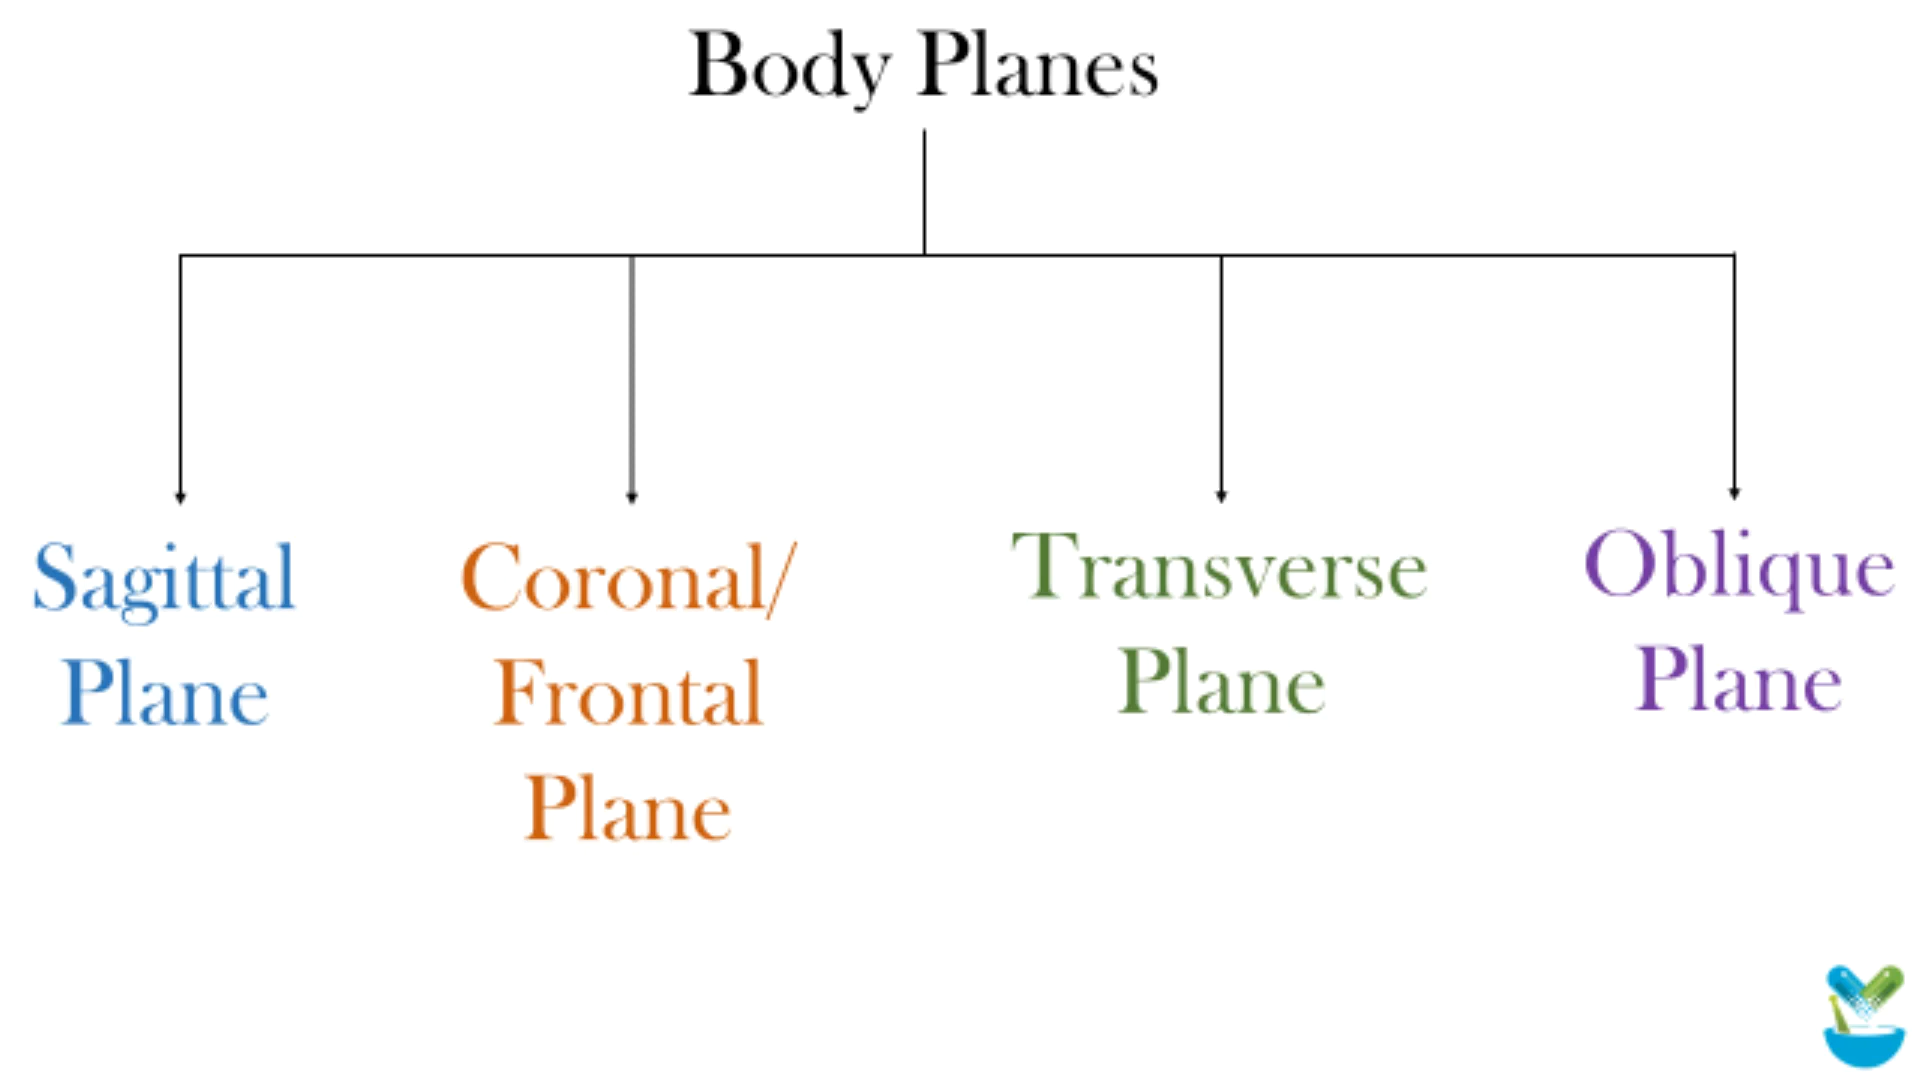 Body Planes
Sagittal
Plane
Coronal/
Frontal
Plane
Transverse
Plane
Oblique
Plane